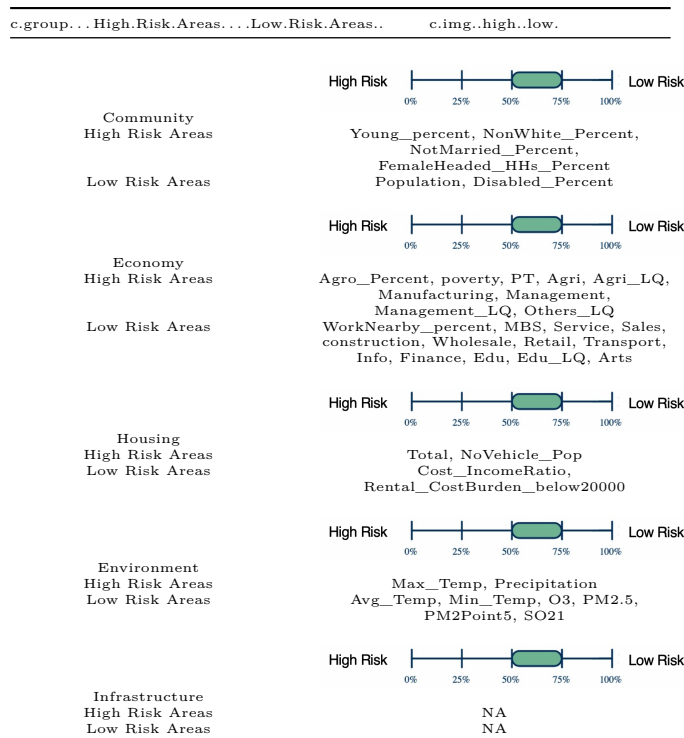 c.group...High.Risk.Areas....Low.Risk.Areas.. c.img..high..low.
High Risk Low Risk
0% 25% 50% 75% 100%
Community
High Risk Areas Young_percent, NonWhite_Percent,
NotMarried_Percent,
FemaleHeaded_HHs_Percent
Low Risk Areas Population, Disabled_Percent
High Risk Low Risk
0% 25% 50% 75% 100%
Economy
High Risk Areas Agro_Percent, poverty, PT, Agri, Agri_LQ,
Manufacturing, Management,
Management_LQ, Others_LQ
Low Risk Areas WorkNearby_percent, MBS, Service, Sales,
construction, Wholesale, Retail, Transport,
Info, Finance, Edu, Edu_LQ, Arts
High Risk Low Risk
0% 25% 50% 75% 100%
Housing
High Risk Areas Total, NoVehicle_Pop
Low Risk Areas Cost_IncomeRatio,
Rental_CostBurden_below20000
High Risk Low Risk
0% 25% 50% 75% 100%
Environment
High Risk Areas Max_Temp, Precipitation
Low Risk Areas Avg_Temp, Min_Temp, O3, PM2.5,
PM2Point5, SO21
High Risk Low Risk
0% 25% 50% 75% 100%
Infrastructure
High Risk Areas NA
Low Risk Areas NA